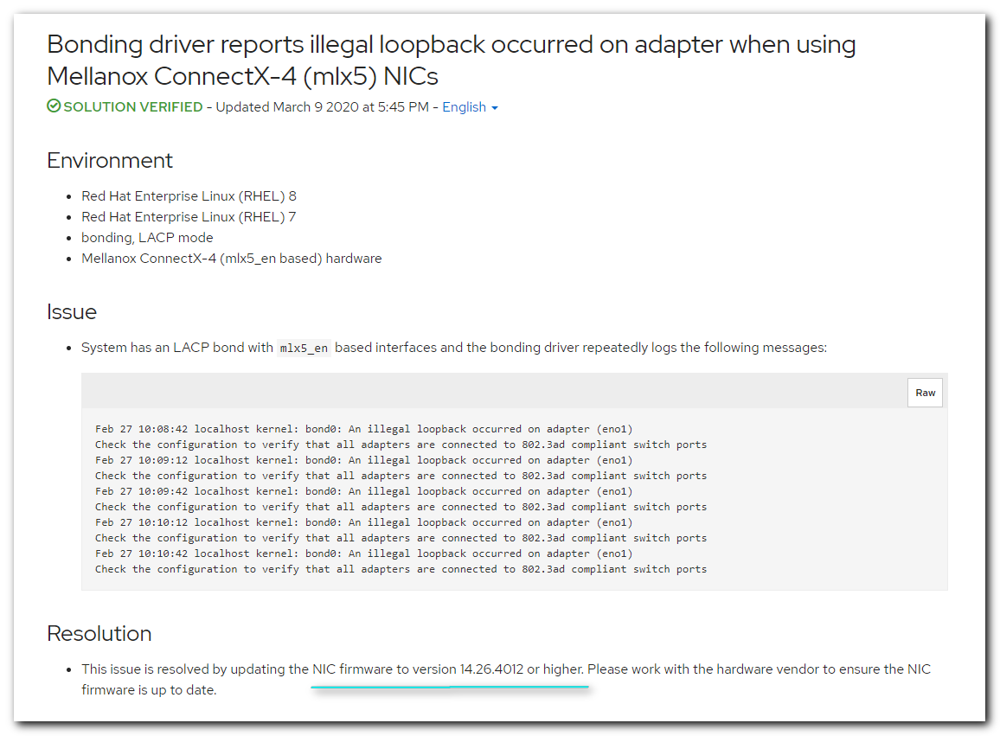 Bonding driver reports illegal loopback occurred on adapter when using
Mellanox ConnectX-4 (mlx5) NICs
SOLUTION VERIFIED - Updated March 9 2020 at 5:45 PM - English
Environment
• Red Hat Enterprise Linux (RHEL) 8
• Red Hat Enterprise Linux (RHEL) 7
• bonding, LACP mode
• Mellanox ConnectX-4 (mlx5_en based) hardware
Issue
• System has an LACP bond with mlx5_en based interfaces and the bonding driver repeatedly logs the following messages:
Raw
Feb 27 10:08:42 localhost kernel: bond0: An illegal loopback occurred on adapter (eno1)
Check the configuration to verify that all adapters are connected to 802.3ad compliant switch ports
Feb 27 10:09:12 localhost kernel: bond0: An illegal loopback occurred on adapter (eno1)
Check the configuration to verify that all adapters are connected to 802.3ad compliant switch ports
Feb 27 10:09:42 localhost kernel: bond0: An illegal loopback occurred on adapter (eno1)
Check the configuration to verify that all adapters are connected to 802.3ad compliant switch ports
Feb 27 10:10:12 localhost kernel: bond0: An illegal loopback occurred on adapter (eno1)
Check the configuration to verify that all adapters are connected to 802.3ad compliant switch ports
Feb 27 10:10:42 localhost kernel: bond0: An illegal loopback occurred on adapter (eno1)
Check the configuration to verify that all adapters are connected to 802.3ad compliant switch ports
Resolution
• This issue is resolved by updating the NIC firmware to version 14.26.4012 or higher. Please work with the hardware vendor to ensure the NIC
firmware is up to date.